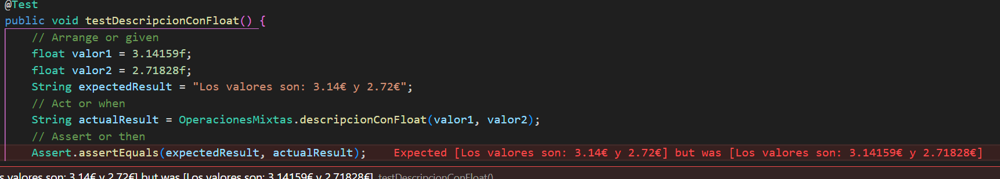 @Test
public void testDescripcionConFloat() {
// Arrange or given
float valor1 = 3.14159f;
float valor2 = 2.71828f;
String expectedResult = "Los valores son: 3.14€ y 2.72€";
// Act or when
String actualResult = OperacionesMixtas.descripcionConFloat(valor1, valor2);
// Assert or then
Assert.assertEquals(expectedResult, actualResult); Expected [Los valores son: 3.14€ y 2.72€] but was [Los valores son: 3.14159€ y 2.71828€]
s valores son: 3.14€ y 2.72€] but was [Los valores son: 3.14159€ y 2.71828€] testDescripcionConFloat()